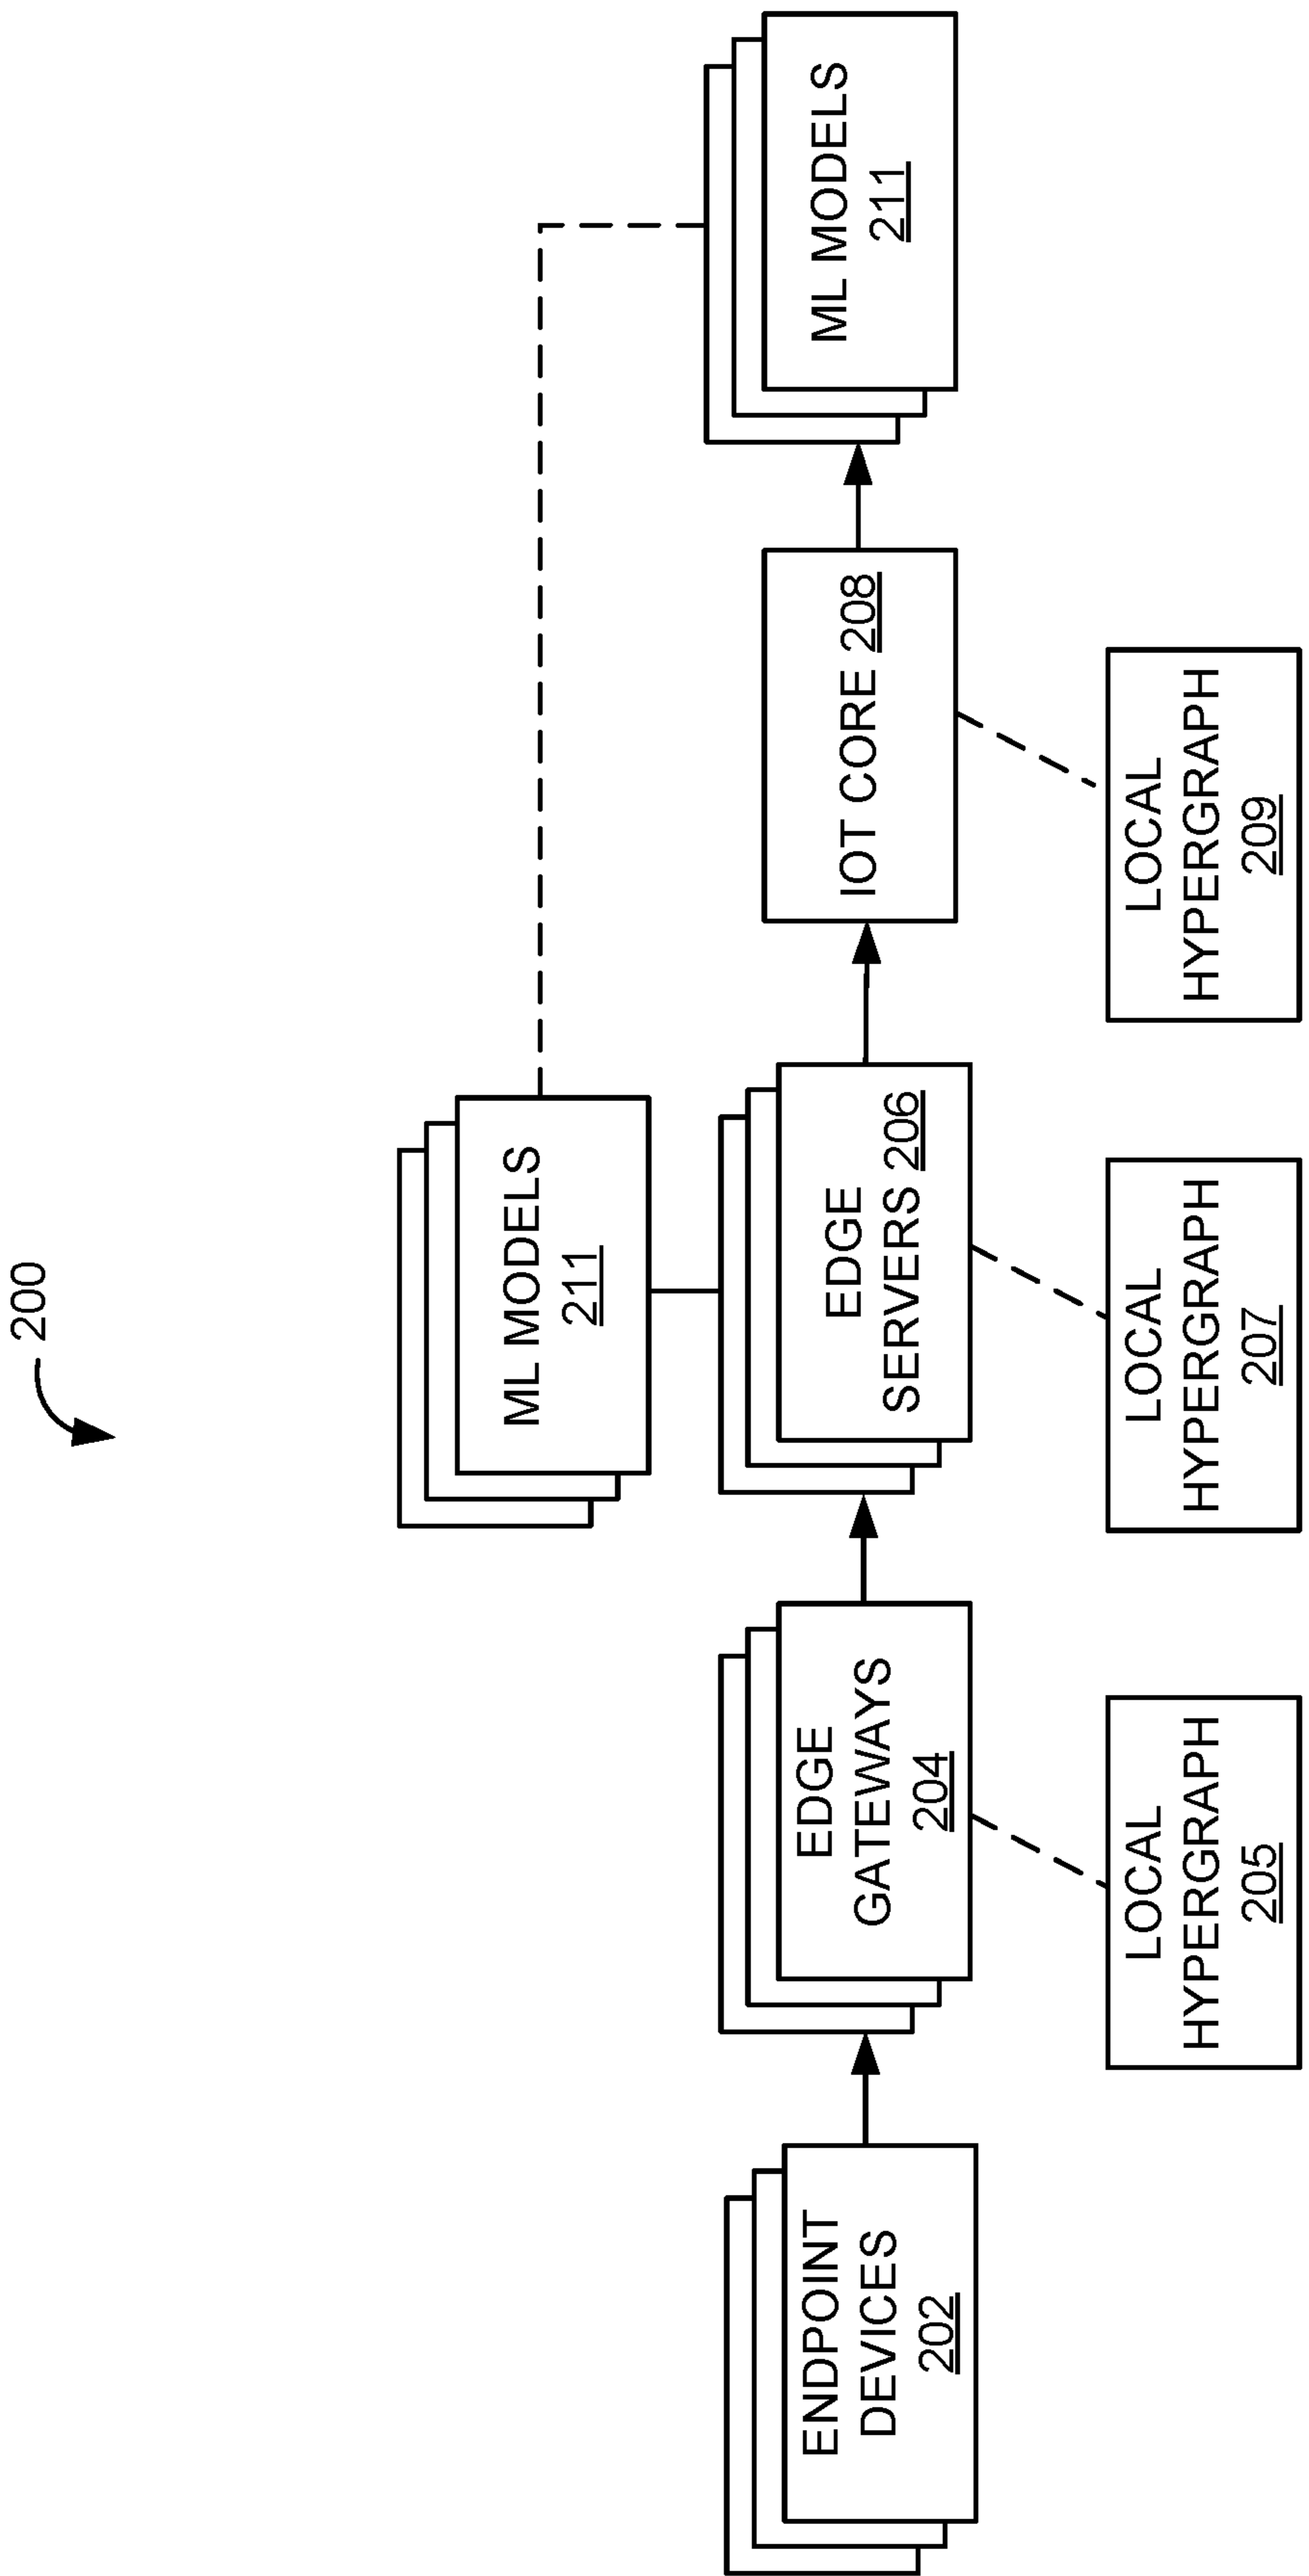 200
ML MODELS
211
ENDPOINT
DEVICES
202
EDGE
GATEWAYS
204
EDGE
SERVERS 206
IOT CORE 208
ML MODELS
211
LOCAL
HYPERGRAPH
205
LOCAL
HYPERGRAPH
207
LOCAL
HYPERGRAPH
209